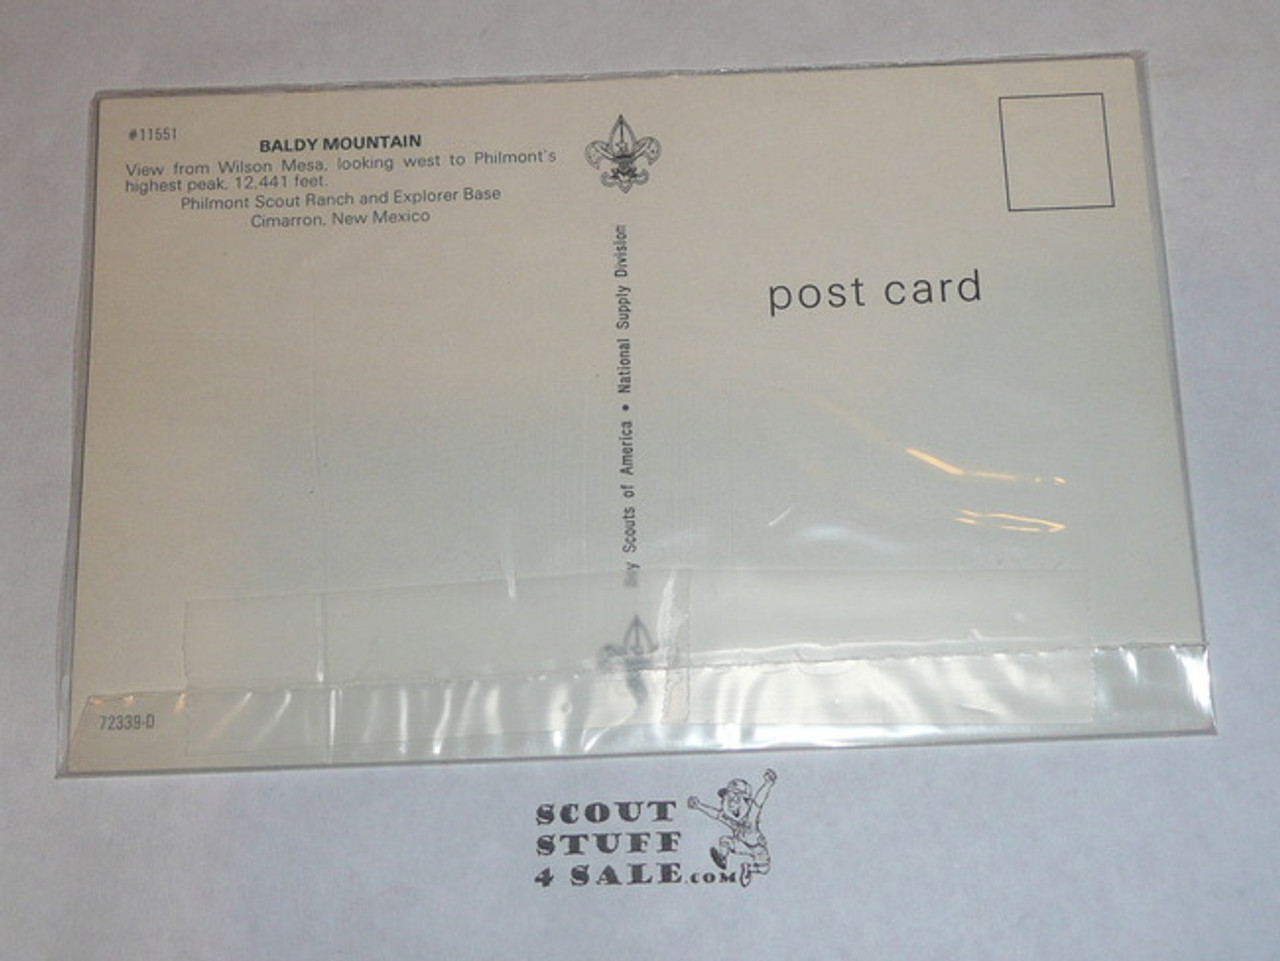 #11551
BALDY MOUNTAIN
View from Wilson Mesa, looking west to Philmont's
highest peak, 12,441 feet.
Philmont Scout Ranch and Explorer Base
Cimarron, New Mexico
Boy Scouts of America • National Supply Division
post card
72339-D
SCOUT
STUFF
4 SALE.COM